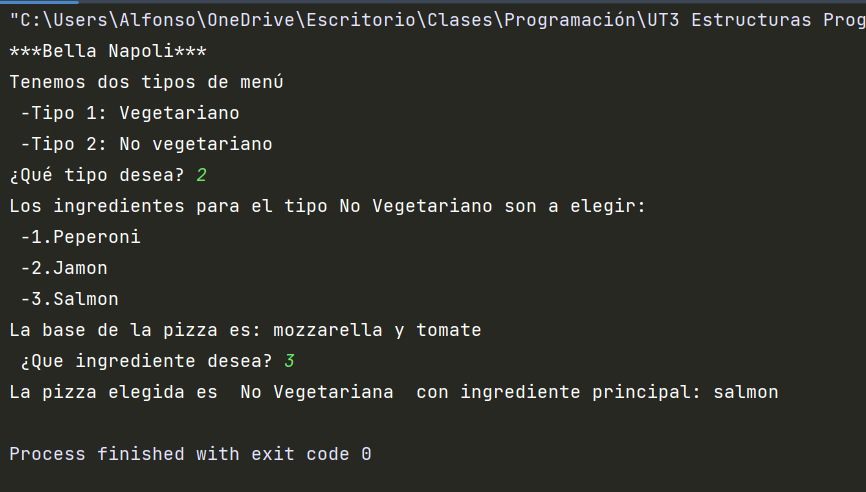 "C:\Users\Alfonso\OneDrive\Escritorio\Clases\Programación\UT3 Estructuras Prog
***Bella Napoli***
Tenemos dos tipos de menú
 -Tipo 1: Vegetariano
 -Tipo 2: No vegetariano
¿Qué tipo desea? 2
Los ingredientes para el tipo No Vegetariano son a elegir:
 -1.Peperoni
 -2.Jamon
 -3.Salmon
La base de la pizza es: mozzarella y tomate
 ¿Que ingrediente desea? 3
La pizza elegida es  No Vegetariana  con ingrediente principal: salmon
Process finished with exit code 0